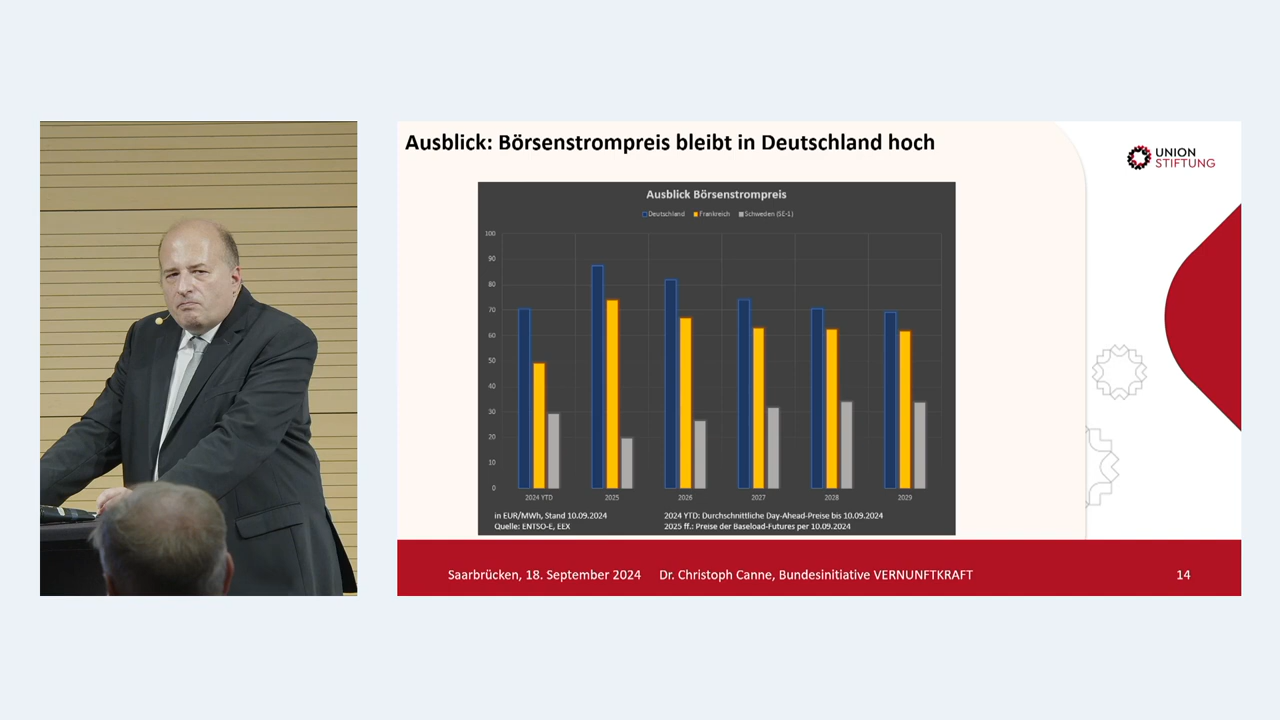 Ausblick: Börsenstrompreis bleibt in Deutschland hoch
UNION
STIFTUNG
Ausblick Börsenstrompreis
Deutschland Frankreich Schweden (SE-1)
100
90
80
70
60
50
40
30
20
10
0
2024 YTD 2025 2026 2027 2028 2029
in EUR/MWh, Stand 10.09.2024
Quelle: ENTSO-E, EEX
2024 YTD: Durchschnittliche Day-Ahead-Preise bis 10.09.2024
2025 ff.: Preise der Baseload-Futures per 10.09.2024
Saarbrücken, 18. September 2024 Dr. Christoph Canne, Bundesinitiative VERNUNFTKRAFT
14